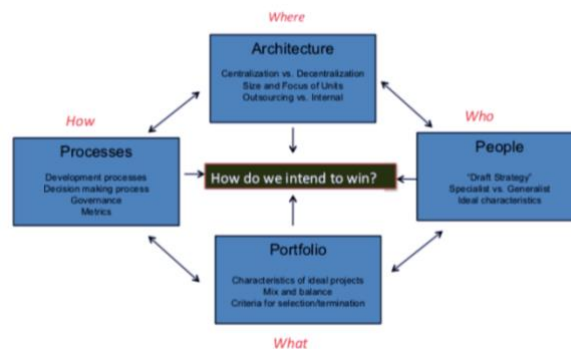 Where
Architecture
Centralization vs. Decentralization
Size and Focus of Units
Outsourcing vs. Internal
How
Processes
Development processes
Decision making process
Governance
Metrics
How do we intend to win?
Who
People
"Draft Strategy"
Specialist vs. Generalist
Ideal characteristics
Portfolio
Characteristics of ideal projects
Mix and balance
Criteria for selection/termination
What